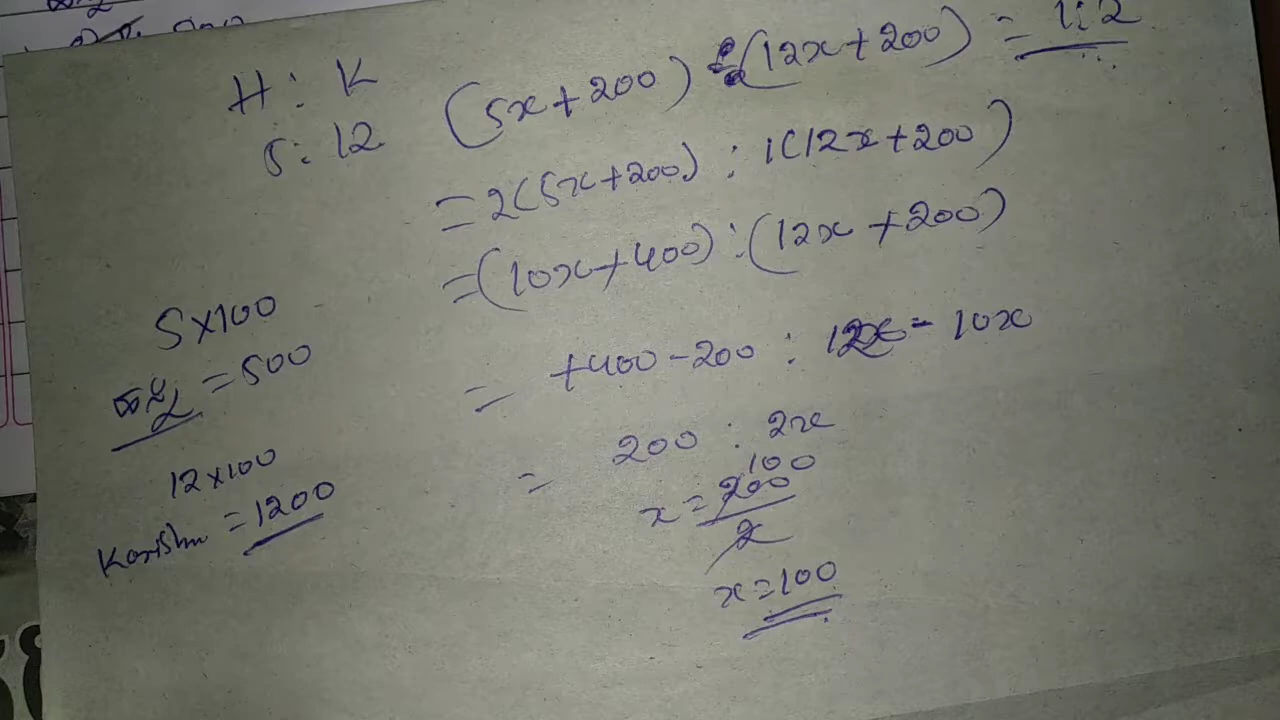 H : K
5 : 12
(5x+200) : (12x+200) = 1:2
= 2(5x+200) : 1(12x+200)
= (10x+400) : (12x+200)
= +400-200 : 12x - 10x
= 200 : 2x
100
x = 200
2
x = 100
5x100
= 500
12x100
= 1200